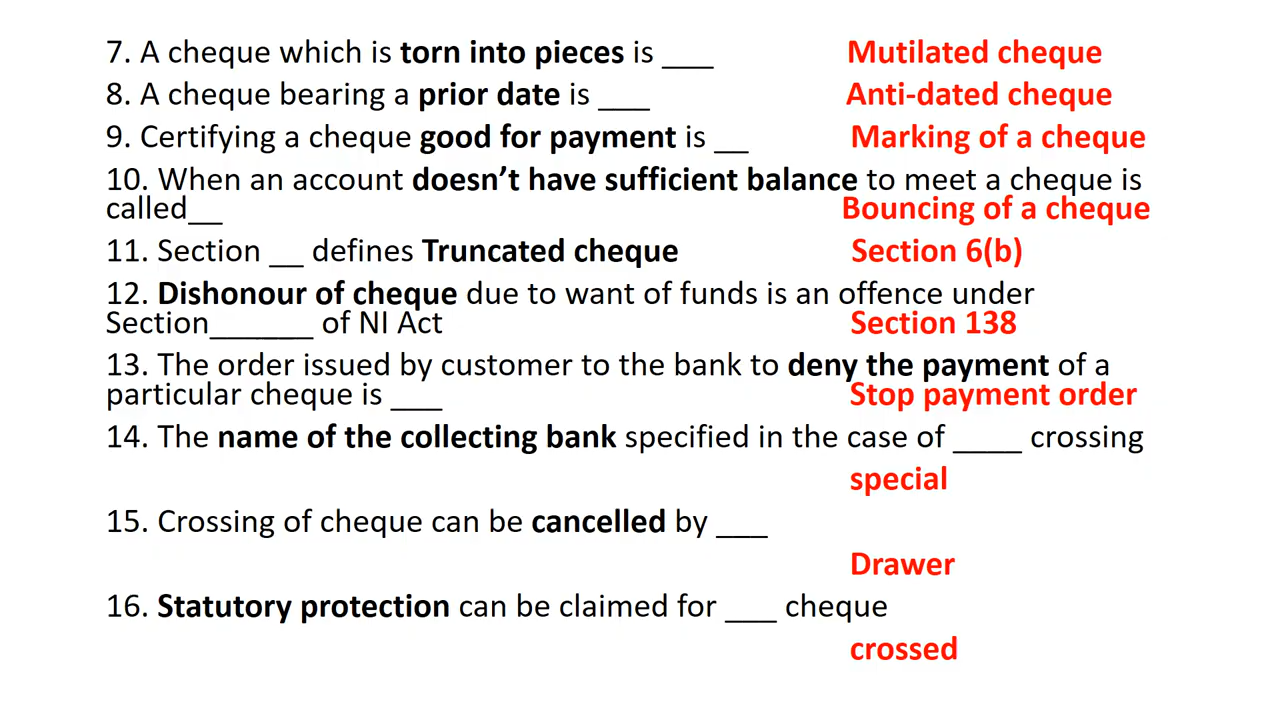 7. A cheque which is torn into pieces is ___ Mutilated cheque
8. A cheque bearing a prior date is ___ Anti-dated cheque
9. Certifying a cheque good for payment is __ Marking of a cheque
10. When an account doesn’t have sufficient balance to meet a cheque is
called__ Bouncing of a cheque
11. Section __ defines Truncated cheque Section 6(b)
12. Dishonour of cheque due to want of funds is an offence under
Section______ of NI Act Section 138
13. The order issued by customer to the bank to deny the payment of a
particular cheque is ___ Stop payment order
14. The name of the collecting bank specified in the case of ____ crossing
special
15. Crossing of cheque can be cancelled by ___
Drawer
16. Statutory protection can be claimed for ___ cheque
crossed